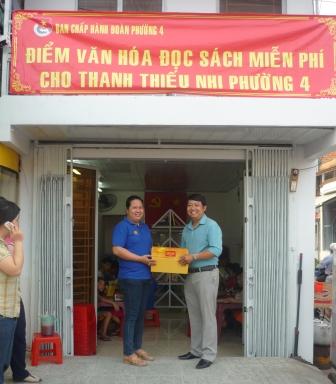 BAN CHẤP HÀNH ĐOÀN PHƯỜNG 4
ĐIỂM VĂN HÓA ĐỌC SÁCH MIỄN PHÍ
CHO THANH THIẾU NHI PHƯỜNG 4